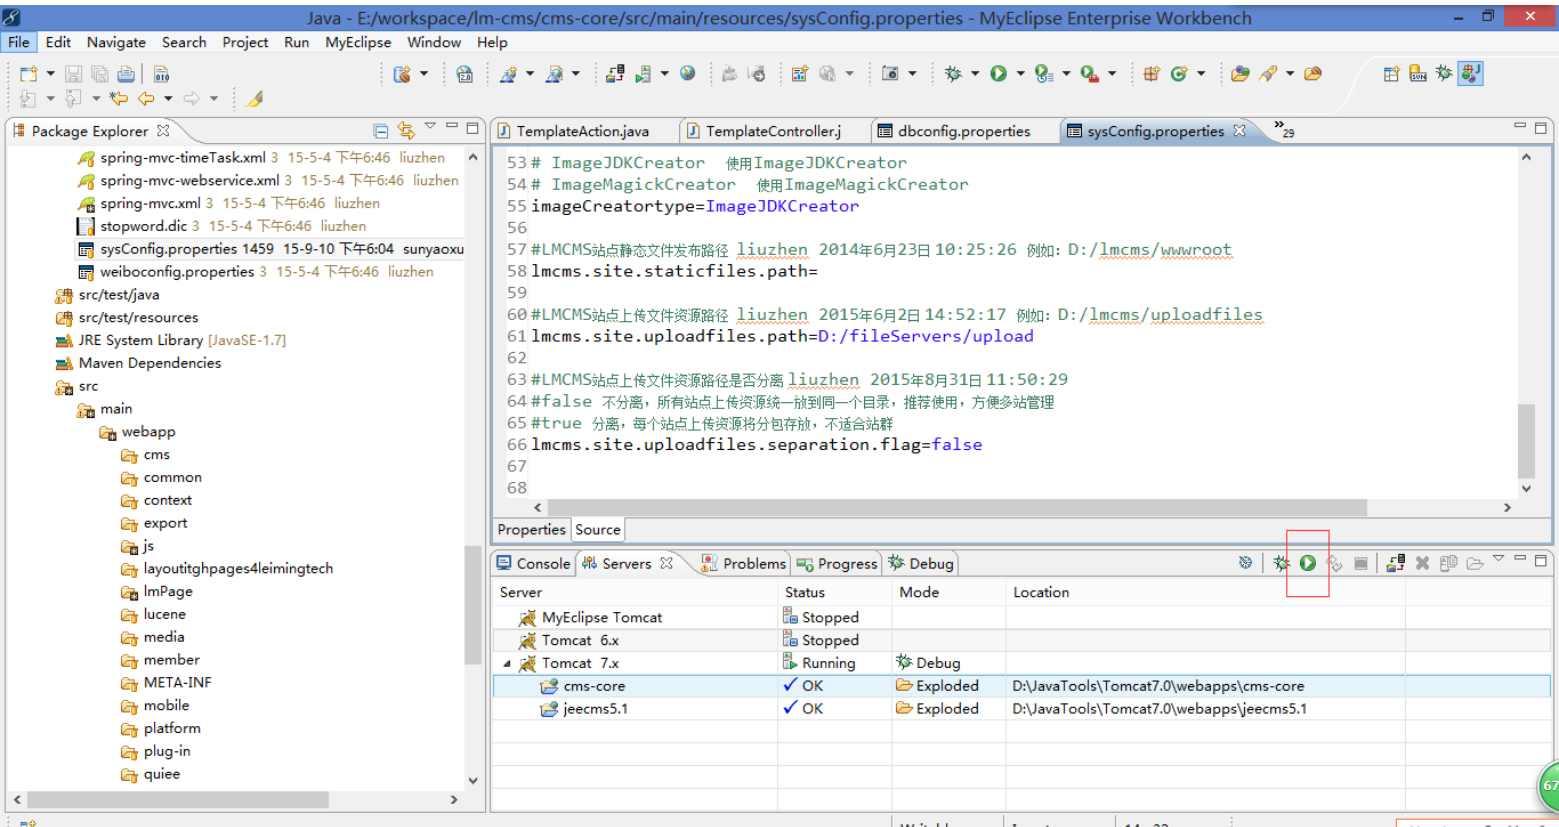 Java - E:/workspace/lm-cms/cms-core/src/main/resources/sysConfig.properties - MyEclipse Enterprise Workbench
File Edit Navigate Search Project Run MyEclipse Window Help
Package Explorer
spring-mvc-timeTask.xml 3 15-5-4 下午6:46 liuzhen
spring-mvc-webservice.xml 3 15-5-4 下午6:46 liuzhen
spring-mvc.xml 3 15-5-4 下午6:46 liuzhen
stopword.dic 3 15-5-4 下午6:46 liuzhen
sysConfig.properties 1459 15-9-10 下午6:04 sunyaoxu
weiboconfig.properties 3 15-5-4 下午6:46 liuzhen
src/test/java
src/test/resources
JRE System Library [JavaSE-1.7]
Maven Dependencies
src
main
webapp
cms
common
context
export
js
layoutitghpages4leimingtech
lmPage
lucene
media
member
META-INF
mobile
platform
plug-in
quiee
TemplateAction.java TemplateController.j dbconfig.properties sysConfig.properties »29
53 # ImageJDKCreator 使用ImageJDKCreator
54 # ImageMagickCreator 使用ImageMagickCreator
55 imageCreatortype=ImageJDKCreator
56
57 #LMCMS站点静态文件发布路径 liuzhen 2014年6月23日 10:25:26 例如: D:/lmcms/wwwroot
58 lmcms.site.staticfiles.path=
59
60 #LMCMS站点上传文件资源路径 liuzhen 2015年6月2日 14:52:17 例如: D:/lmcms/uploadfiles
61 lmcms.site.uploadfiles.path=D:/fileServers/upload
62
63 #LMCMS站点上传文件资源路径是否分离 liuzhen 2015年8月31日 11:50:29
64 #false 不分离，所有站点上传资源统一放到同一个目录，推荐使用，方便多站管理
65 #true 分离，每个站点上传资源将分包存放，不适合站群
66 lmcms.site.uploadfiles.separation.flag=false
67
68
Properties Source
Console Servers Problems Progress Debug
Server Status Mode Location
MyEclipse Tomcat Stopped
Tomcat 6.x Stopped
Tomcat 7.x Running Debug
cms-core OK Exploded D:\JavaTools\Tomcat7.0\webapps\cms-core
jeecms5.1 OK Exploded D:\JavaTools\Tomcat7.0\webapps\jeecms5.1
67